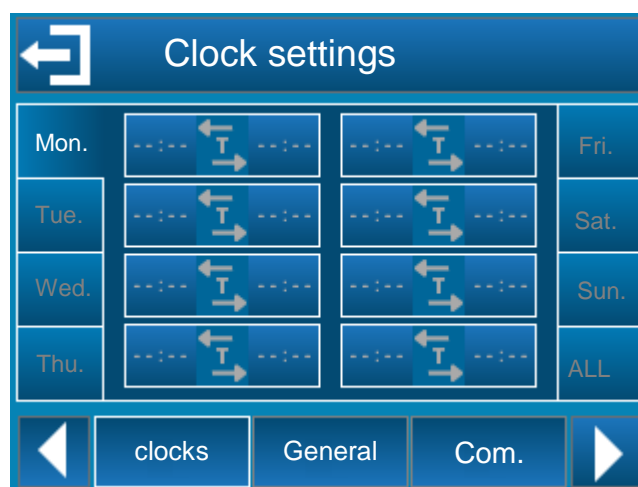 Clock settings
Mon. --:-- T --:-- --:-- T --:-- Fri.
Tue. --:-- T --:-- --:-- T --:-- Sat.
Wed. --:-- T --:-- --:-- T --:-- Sun.
Thu. --:-- T --:-- --:-- T --:-- ALL
clocks General Com.